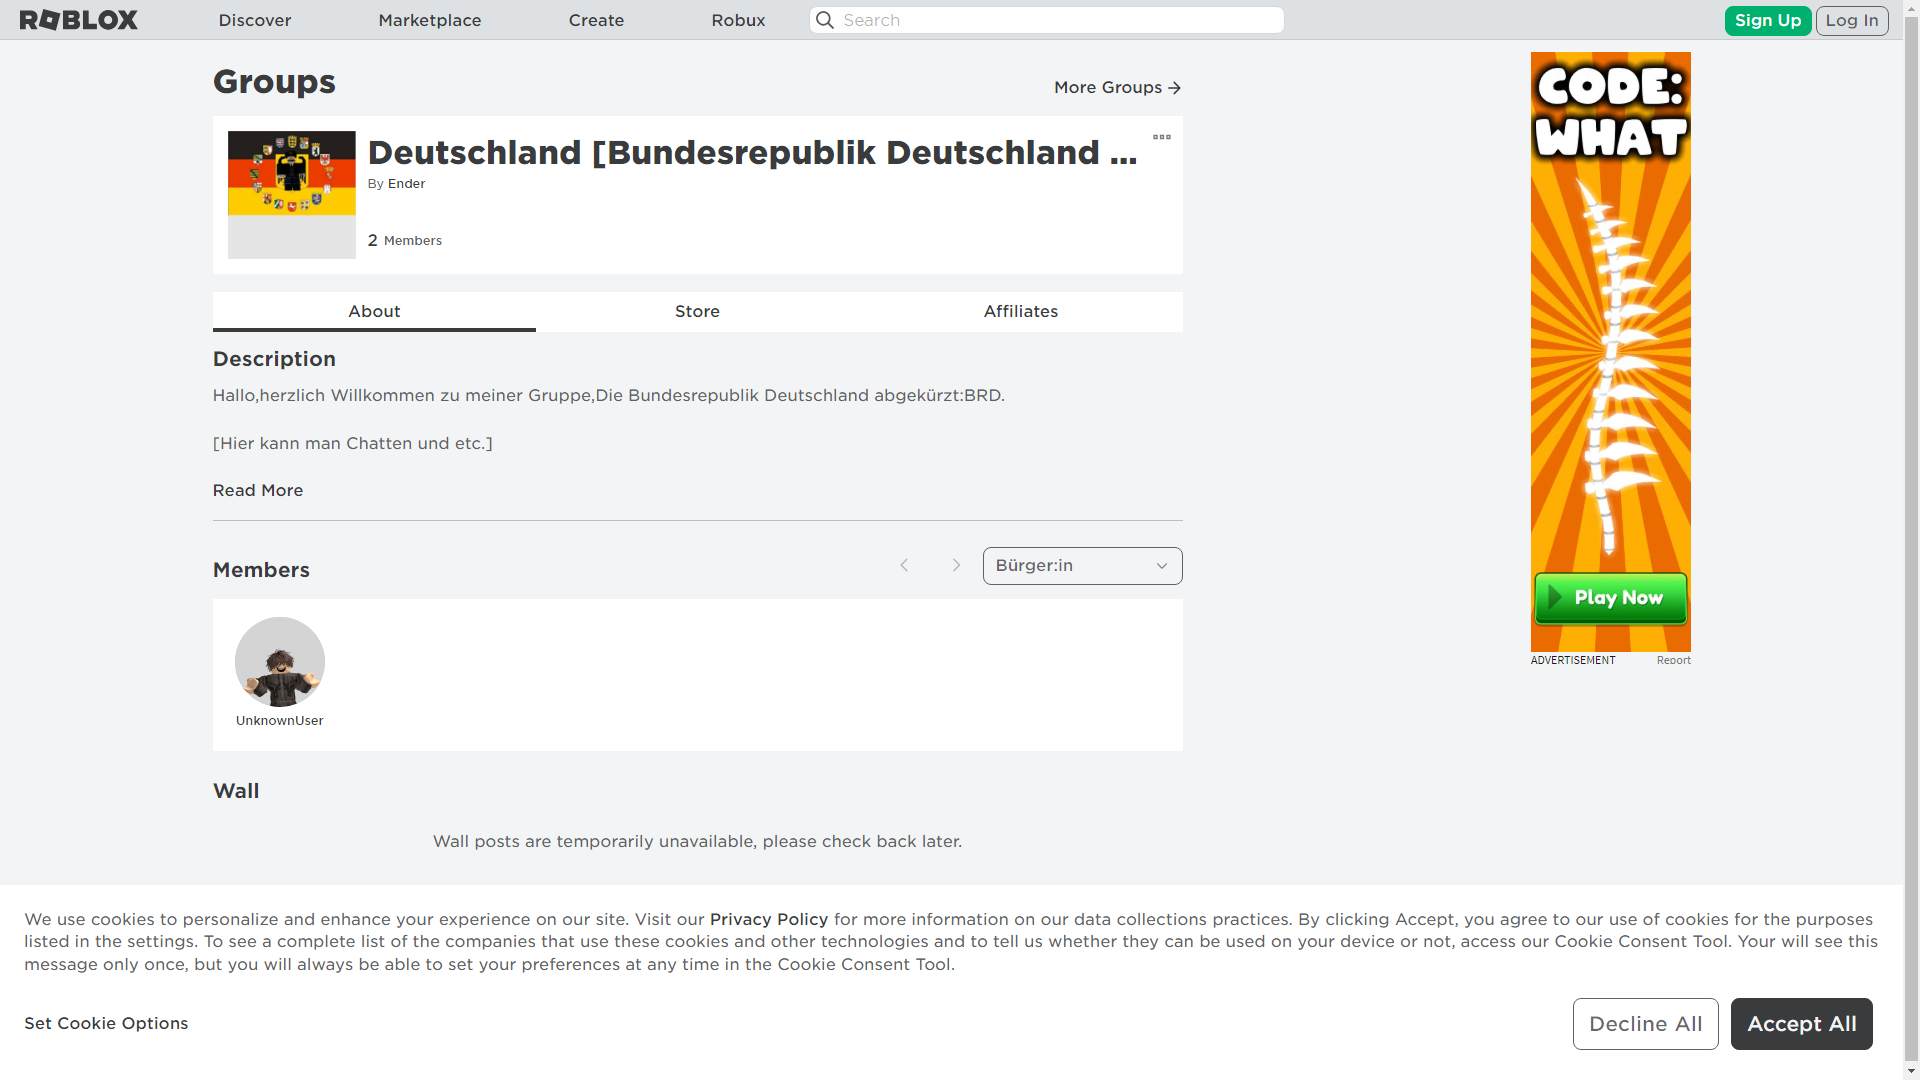 ROBLOX
Discover
Marketplace
Create
Robux
Search
Sign Up
Log In
Groups
More Groups
Deutschland [Bundesrepublik Deutschland ...
By Ender
2 Members
About
Store
Affiliates
Description
Hallo,herzlich Willkommen zu meiner Gruppe,Die Bundesrepublik Deutschland abgekürzt:BRD.
[Hier kann man Chatten und etc.]
Read More
Members
Bürger:in
UnknownUser
Wall
Wall posts are temporarily unavailable, please check back later.
CODE:
WHAT
Play Now
ADVERTISEMENT
Report
We use cookies to personalize and enhance your experience on our site. Visit our Privacy Policy for more information on our data collections practices. By clicking Accept, you agree to our use of cookies for the purposes
listed in the settings. To see a complete list of the companies that use these cookies and other technologies and to tell us whether they can be used on your device or not, access our Cookie Consent Tool. Your will see this
message only once, but you will always be able to set your preferences at any time in the Cookie Consent Tool.
Set Cookie Options
Decline All
Accept All